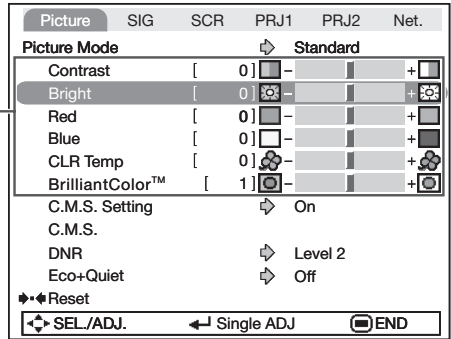 Picture SIG SCR PRJ1 PRJ2 Net.
Picture Mode Standard
Contrast [ 0] - +
Bright [ 0] - +
Red [ 0] - +
Blue [ 0] - +
CLR Temp [ 0] - +
BrilliantColor™ [ 1] - +
C.M.S. Setting On
C.M.S.
DNR Level 2
Eco+Quiet Off
Reset
SEL./ADJ. Single ADJ END